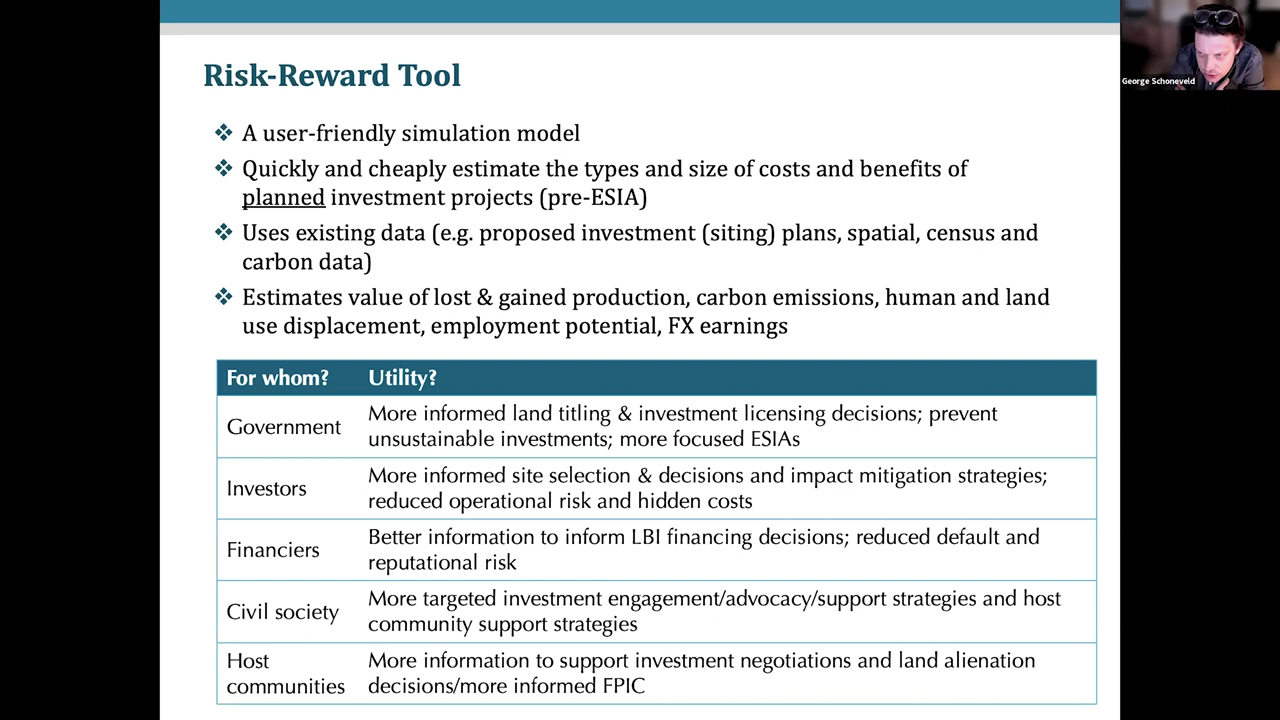 Risk-Reward Tool
❖ A user-friendly simulation model
❖ Quickly and cheaply estimate the types and size of costs and benefits of
planned investment projects (pre-ESIA)
❖ Uses existing data (e.g. proposed investment (siting) plans, spatial, census and
carbon data)
❖ Estimates value of lost & gained production, carbon emissions, human and land
use displacement, employment potential, FX earnings
For whom? Utility?
Government More informed land titling & investment licensing decisions; prevent
unsustainable investments; more focused ESIAs
Investors More informed site selection & decisions and impact mitigation strategies;
reduced operational risk and hidden costs
Financiers Better information to inform LBI financing decisions; reduced default and
reputational risk
Civil society More targeted investment engagement/advocacy/support strategies and host
community support strategies
Host More information to support investment negotiations and land alienation
communities decisions/more informed FPIC
George Schoneveld